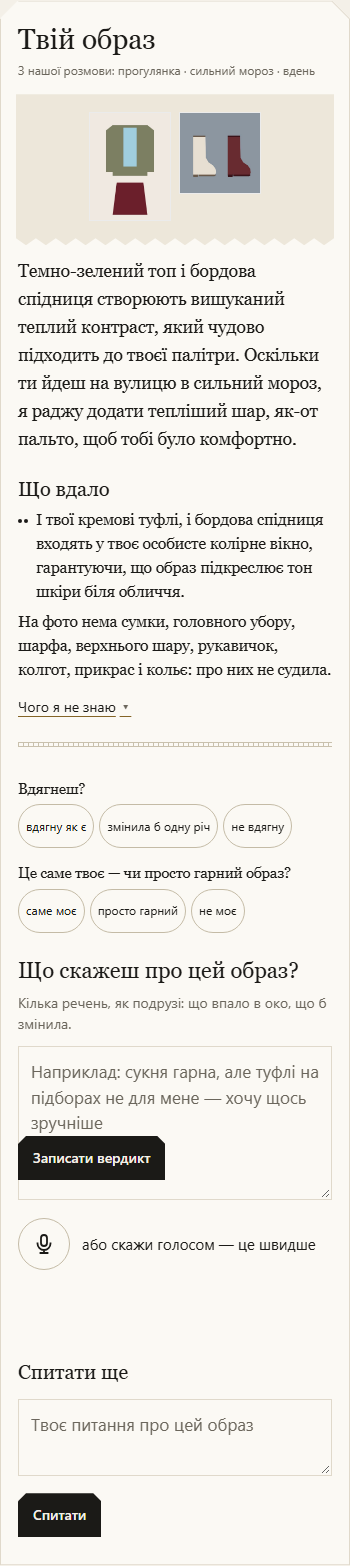 Твій образ
З нашої розмови: прогулянка · сильний мороз · вдень
Темно-зелений топ і бордова
спідниця створюють вишуканий
теплий контраст, який чудово
підходить до твоєї палітри. Оскільки
ти йдеш на вулицю в сильний мороз,
я раджу додати тепліший шар, як-от
пальто, щоб тобі було комфортно.
Що вдало
•• І твої кремові туфлі, і бордова спідниця
входять у твоє особисте колірне вікно,
гарантуючи, що образ підкреслює тон
шкіри біля обличчя.
На фото нема сумки, головного убору,
шарфа, верхнього шару, рукавичок,
колгот, прикрас і кольє: про них не судила.
Чого я не знаю ▾
Вдягнеш?
вдягну як є
змінила б одну річ
не вдягну
Це саме твоє — чи просто гарний образ?
саме моє
просто гарний
не моє
Що скажеш про цей образ?
Кілька речень, як подрузі: що впало в око, що б
змінила.
Наприклад: сукня гарна, але туфлі на
підборах не для мене — хочу щось
зручніше
Записати вердикт
або скажи голосом — це швидше
Спитати ще
Твоє питання про цей образ
Спитати